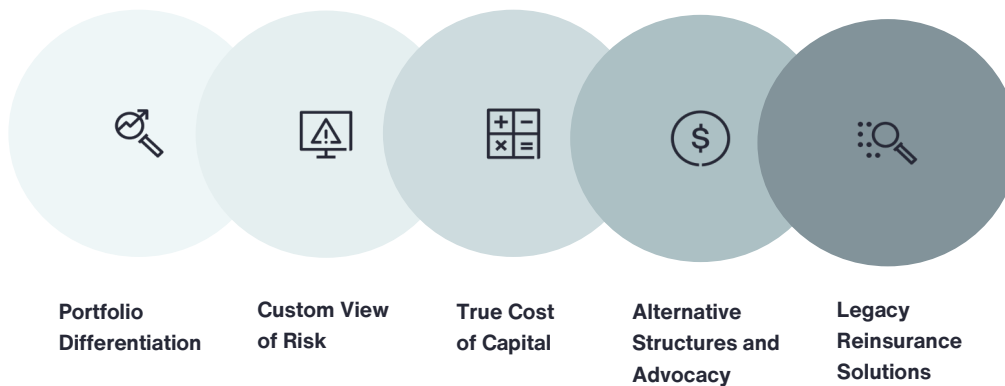 Portfolio
Differentiation
Custom View
of Risk
True Cost
of Capital
Alternative
Structures and
Advocacy
Legacy
Reinsurance
Solutions